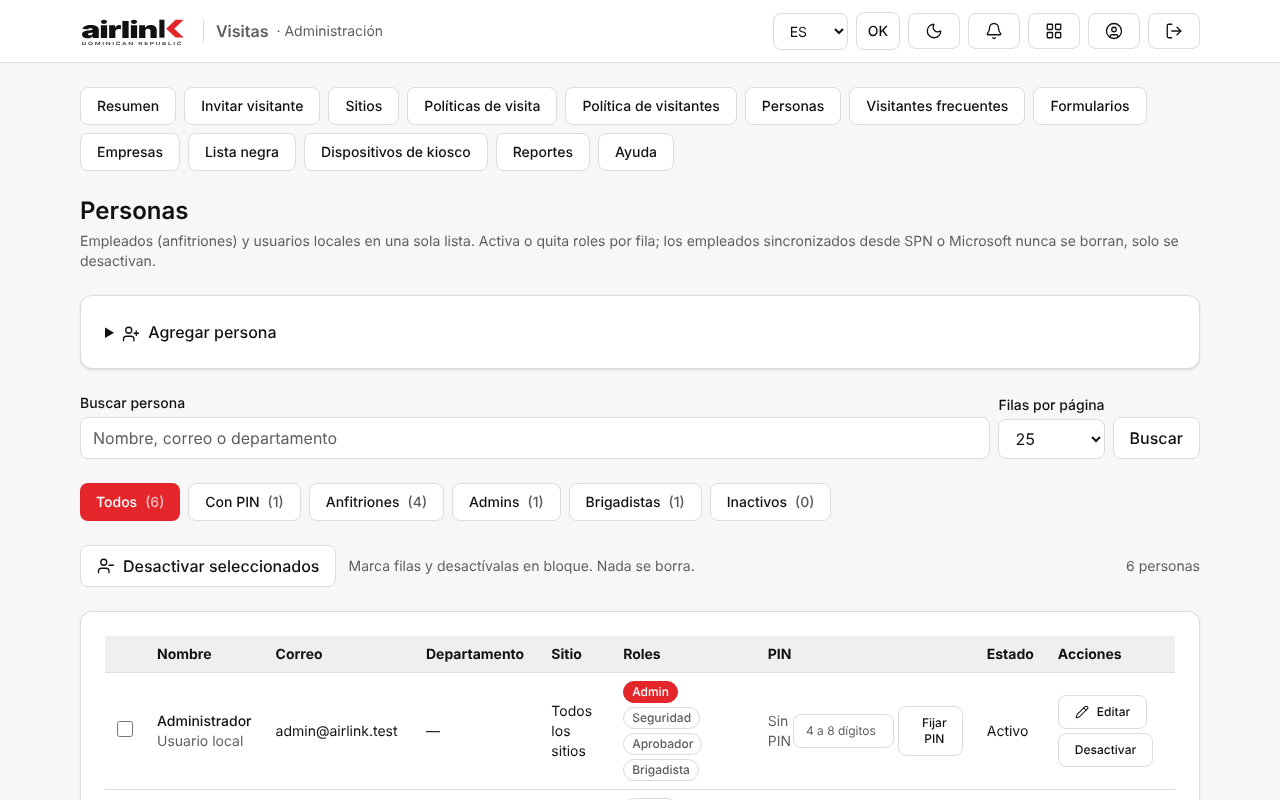 airlink
DOMINICAN REPUBLIC
Visitas · Administración
ES
OK
Resumen
Invitar visitante
Sitios
Políticas de visita
Política de visitantes
Personas
Visitantes frecuentes
Formularios
Empresas
Lista negra
Dispositivos de kiosco
Reportes
Ayuda
Personas
Empleados (anfitriones) y usuarios locales en una sola lista. Activa o quita roles por fila; los empleados sincronizados desde SPN o Microsoft nunca se borran, solo se
desactivan.
Agregar persona
Buscar persona
Filas por página
Nombre, correo o departamento
25
Buscar
Todos (6)
Con PIN (1)
Anfitriones (4)
Admins (1)
Brigadistas (1)
Inactivos (0)
Desactivar seleccionados
Marca filas y desactívalas en bloque. Nada se borra.
6 personas
Nombre Correo Departamento Sitio Roles PIN Estado Acciones
Administrador
Usuario local
admin@airlink.test
—
Todos
los
sitios
Admin
Seguridad
Aprobador
Brigadista
Sin
PIN
4 a 8 dígitos
Fijar
PIN
Activo
Editar
Desactivar